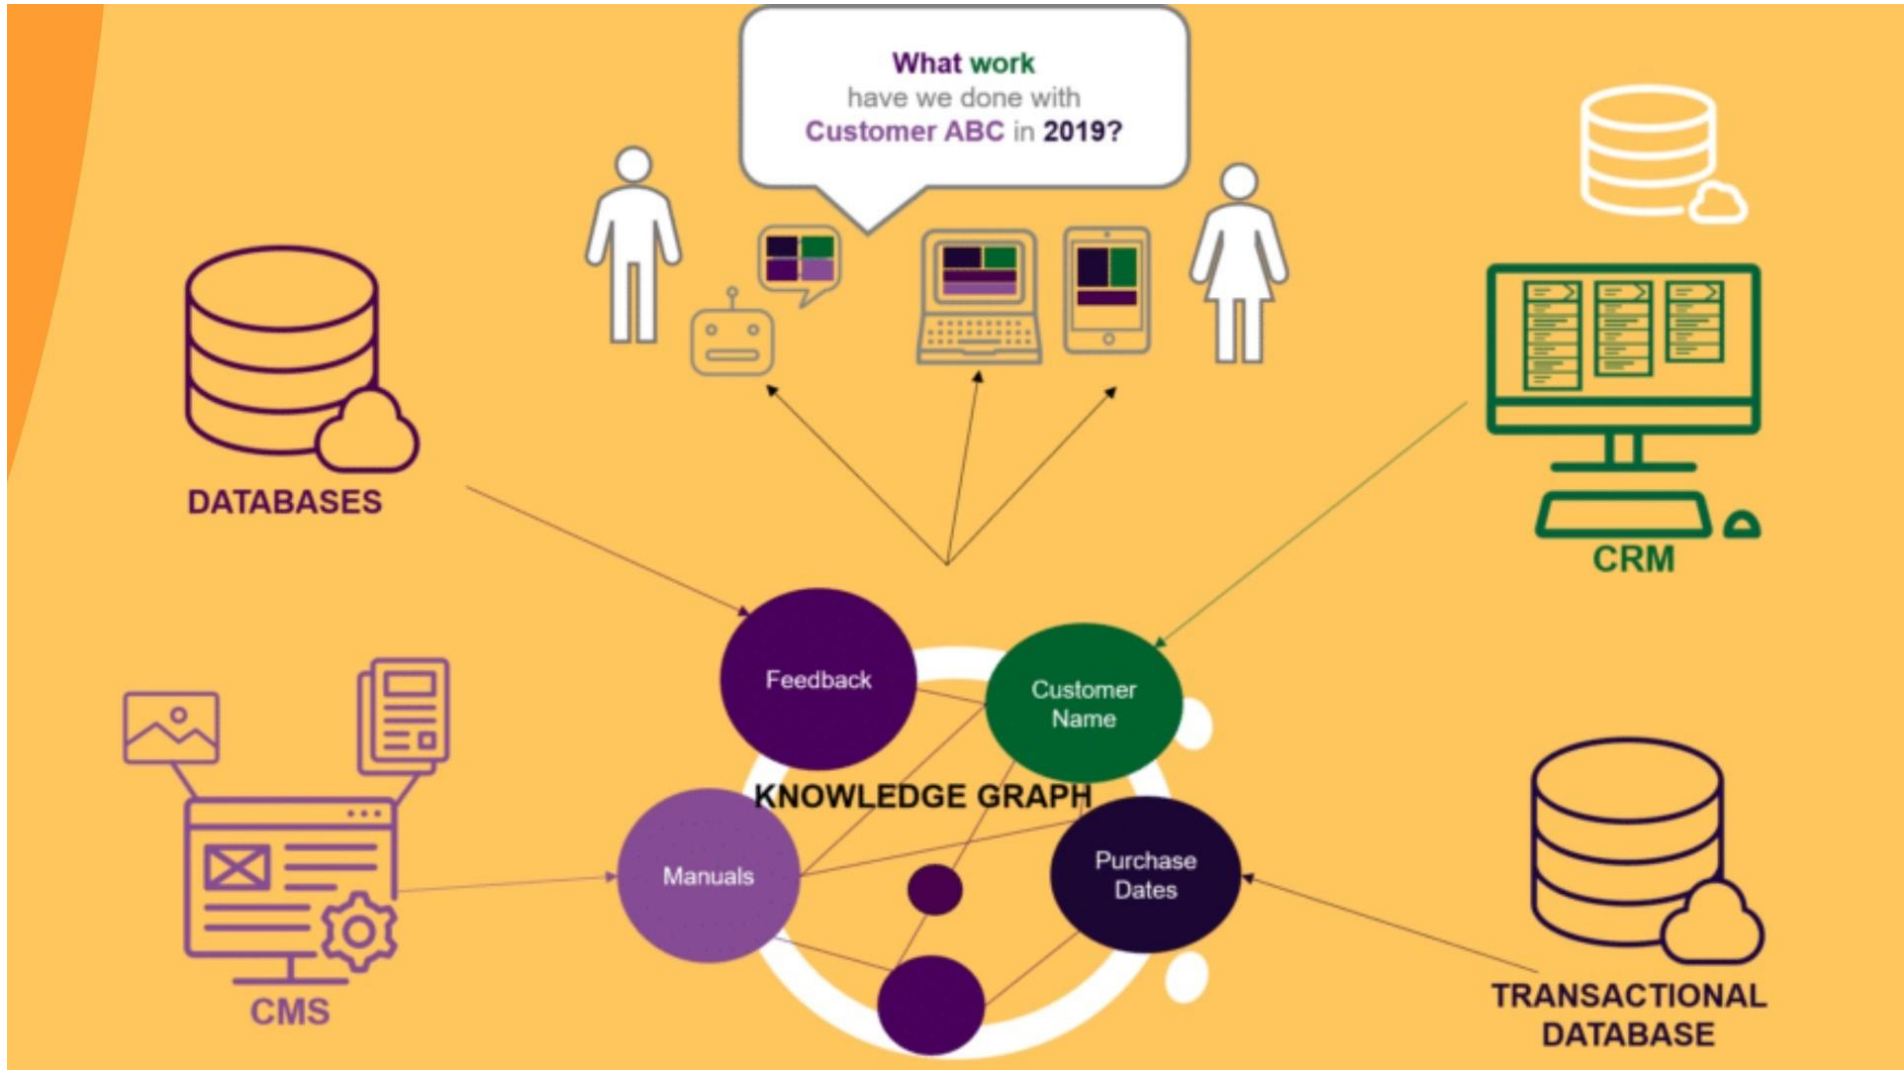 What work
have we done with
Customer ABC in 2019?
DATABASES
CRM
Feedback
Customer
Name
KNOWLEDGE GRAPH
Manuals
Purchase
Dates
CMS
TRANSACTIONAL
DATABASE